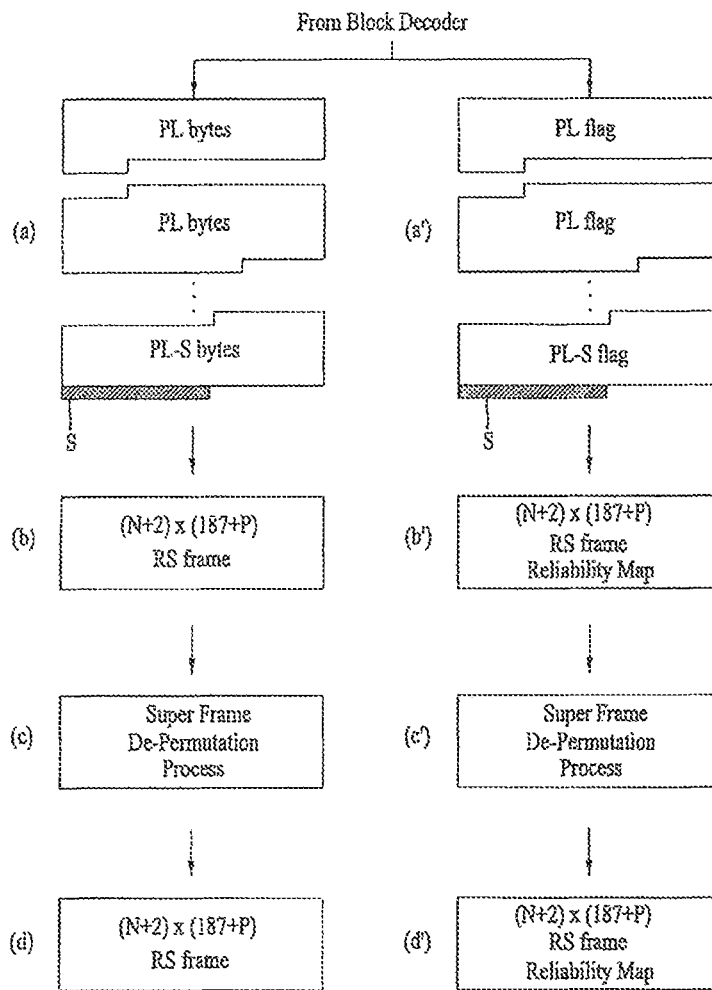 From Block Decoder
PL bytes
PL flag
(a)
PL bytes
(a')
PL flag
PL-S bytes
PL-S flag
S
S
(b)
(N+2) x (187+P)
RS frame
(b')
(N+2) x (187+P)
RS frame
Reliability Map
(c)
Super Frame
De-Permutation
Process
(c')
Super Frame
De-Permutation
Process
(d)
(N+2) x (187+P)
RS frame
(d')
(N+2) x (187+P)
RS frame
Reliability Map